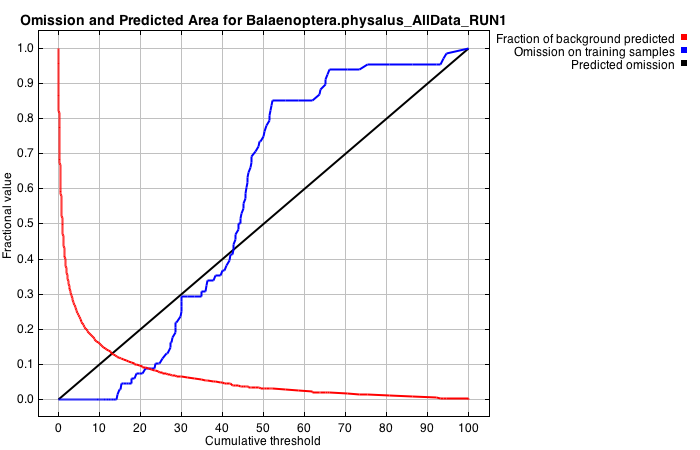 Omission and Predicted Area for Balaenoptera.physalus_AllData_RUN1
Fraction of background predicted
Omission on training samples
Predicted omission
Fractional value
1.0
0.9
0.8
0.7
0.6
0.5
0.4
0.3
0.2
0.1
0.0
0 10 20 30 40 50 60 70 80 90 100
Cumulative threshold